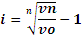 i = ⁿ√(vn/vo) − 1